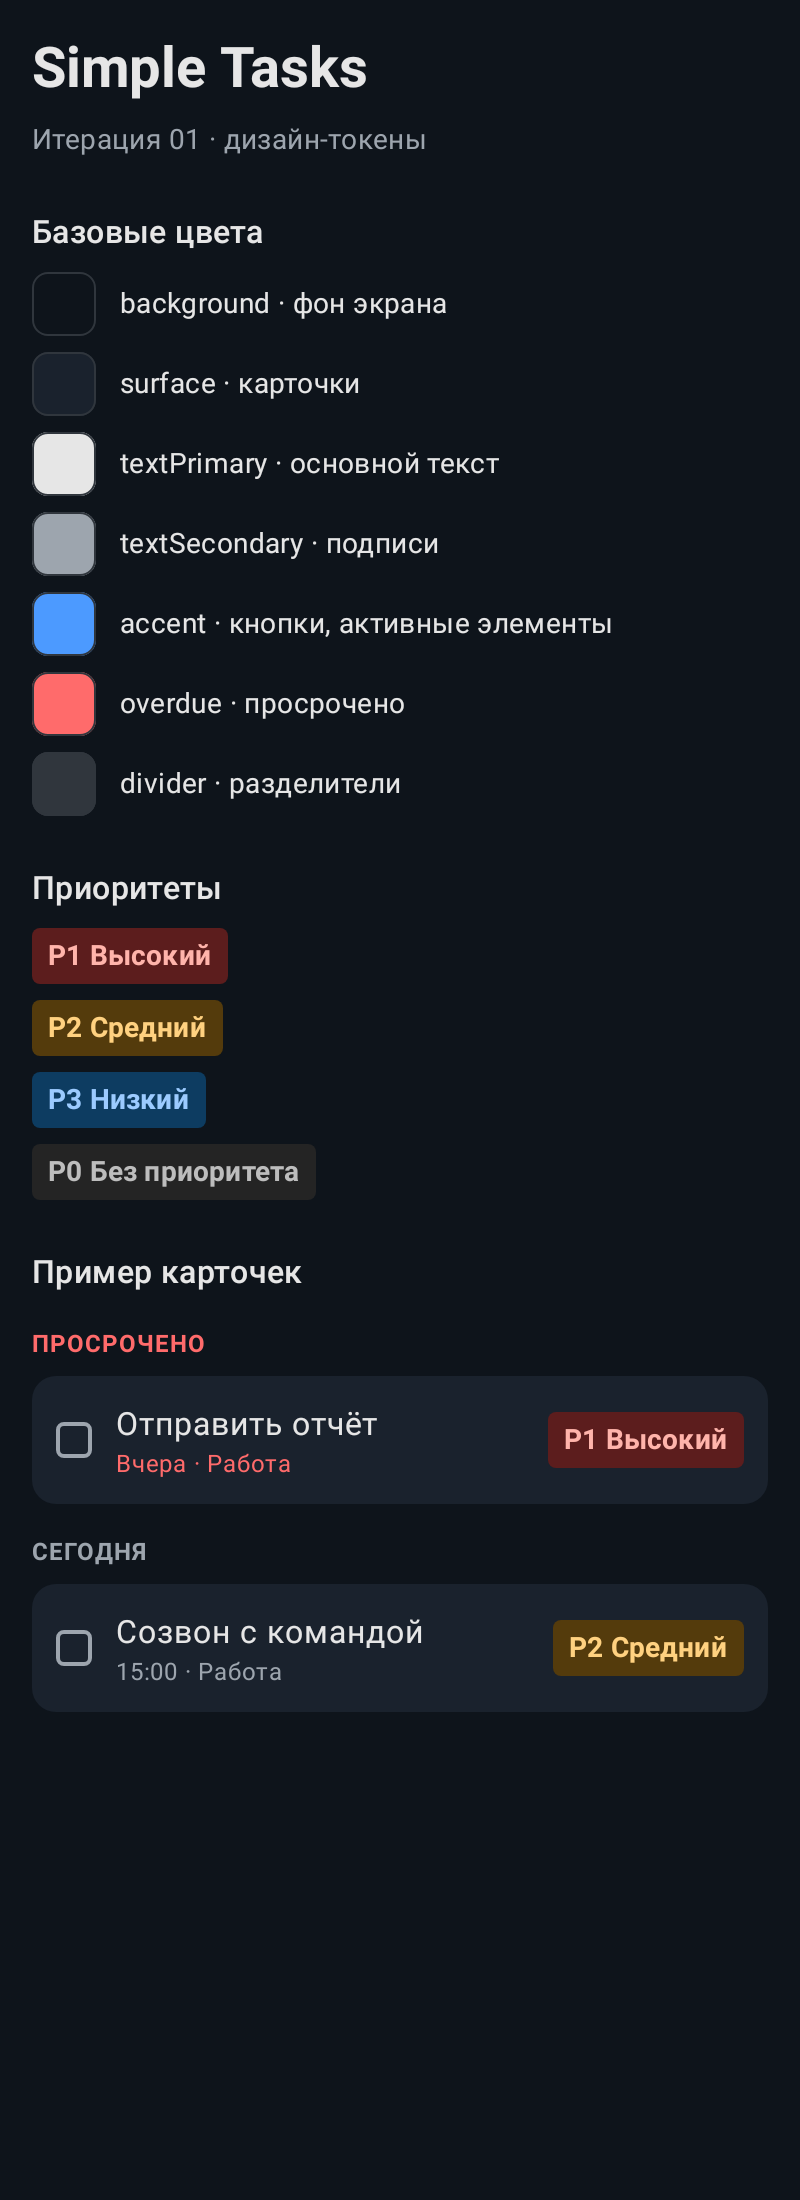 Simple Tasks
Итерация 01 · дизайн-токены
Базовые цвета
background · фон экрана
surface · карточки
textPrimary · основной текст
textSecondary · подписи
accent · кнопки, активные элементы
overdue · просрочено
divider · разделители
Приоритеты
P1 Высокий
P2 Средний
P3 Низкий
P0 Без приоритета
Пример карточек
ПРОСРОЧЕНО
Отправить отчёт
P1 Высокий
Вчера · Работа
СЕГОДНЯ
Созвон с командой
P2 Средний
15:00 · Работа